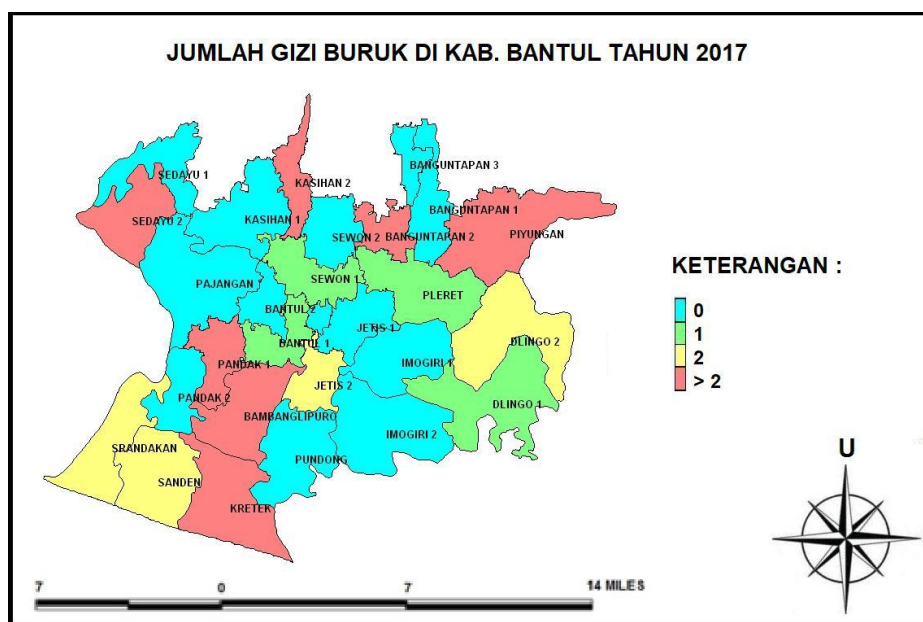 JUMLAH GIZI BURUK DI KAB. BANTUL TAHUN 2017
BANGUNTAPAN 3
SEDAYU 1
KASIHAN 2
SEDAYU 2
KASIHAN 1
BANGUNTAPAN 1
SEWON 2
BANGUNTAPAN 2
PIYUNGAN
PAJANGAN
SEWON 1
PLERET
BANTUL 2
JETIS 1
BANTUL 1
DLINGO 2
PANDAK 1
IMOGIRI 1
JETIS 2
PANDAK 2
DLINGO 1
BAMBANGLIPURO
IMOGIRI 2
SRANDAKAN
PUNDONG
SANDEN
KRETEK
KETERANGAN :
0
1
2
> 2
U
7 0 7 14 MILES